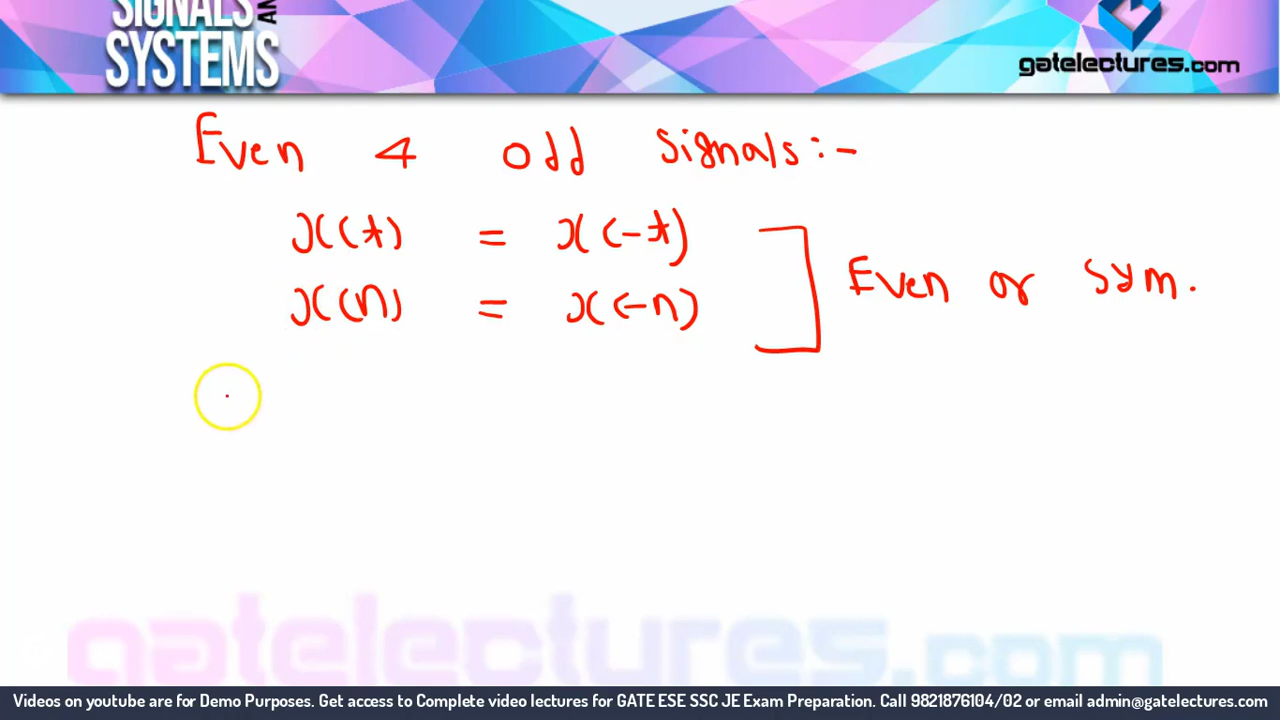 SIGNALS AND
SYSTEMS
gatelectures.com
Even & odd signals:-
x(t) = x(-t)
x(n) = x(-n)
Even or sym.
gatelectures.com
Videos on youtube are for Demo Purposes. Get access to Complete video lectures for GATE ESE SSC JE Exam Preparation. Call 9821876104/02 or email admin@gatelectures.com